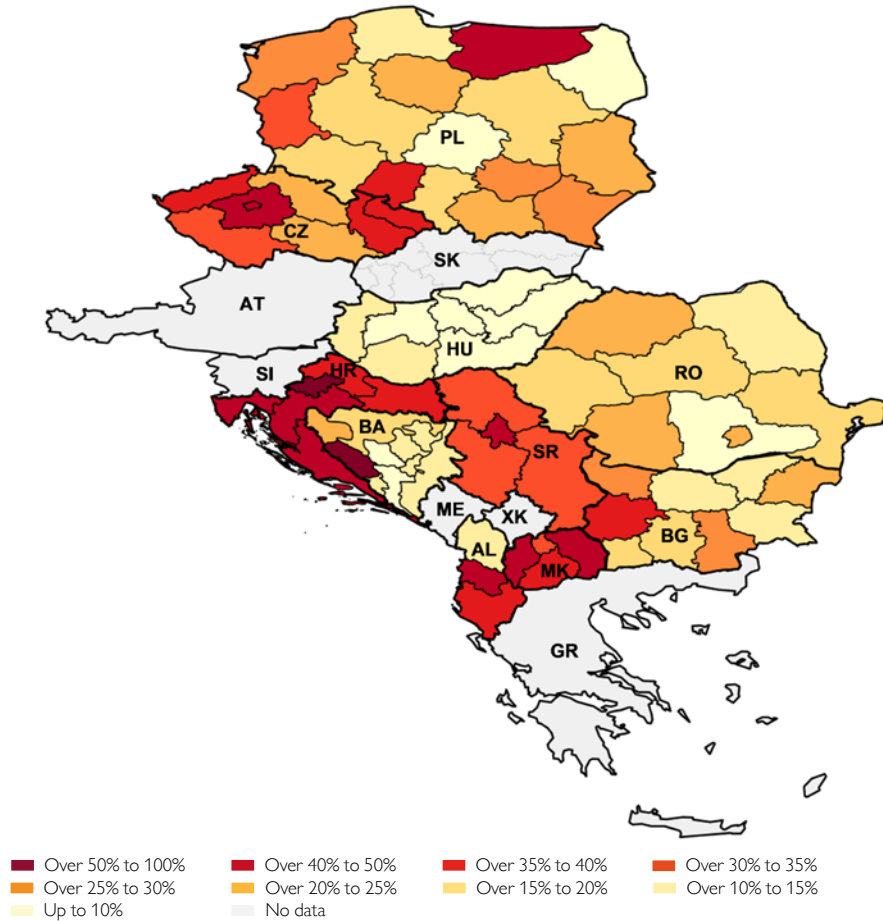 PL
CZ
SK
AT
HU
SI
HR
RO
BA
SR
ME
XK
BG
AL
MK
GR
Over 50% to 100% Over 40% to 50% Over 35% to 40% Over 30% to 35%
Over 25% to 30% Over 20% to 25% Over 15% to 20% Over 10% to 15%
Up to 10% No data